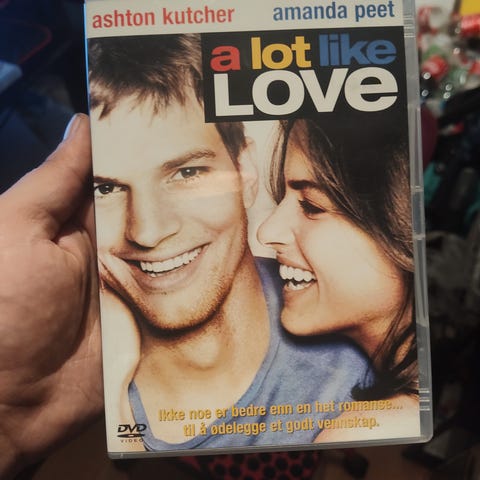 ashton kutcher amanda peet
a lot like
LOVE
Ikke noe er bedre enn en het romanse...
til å ødelegge et godt vennskap.
DVD
VIDEO